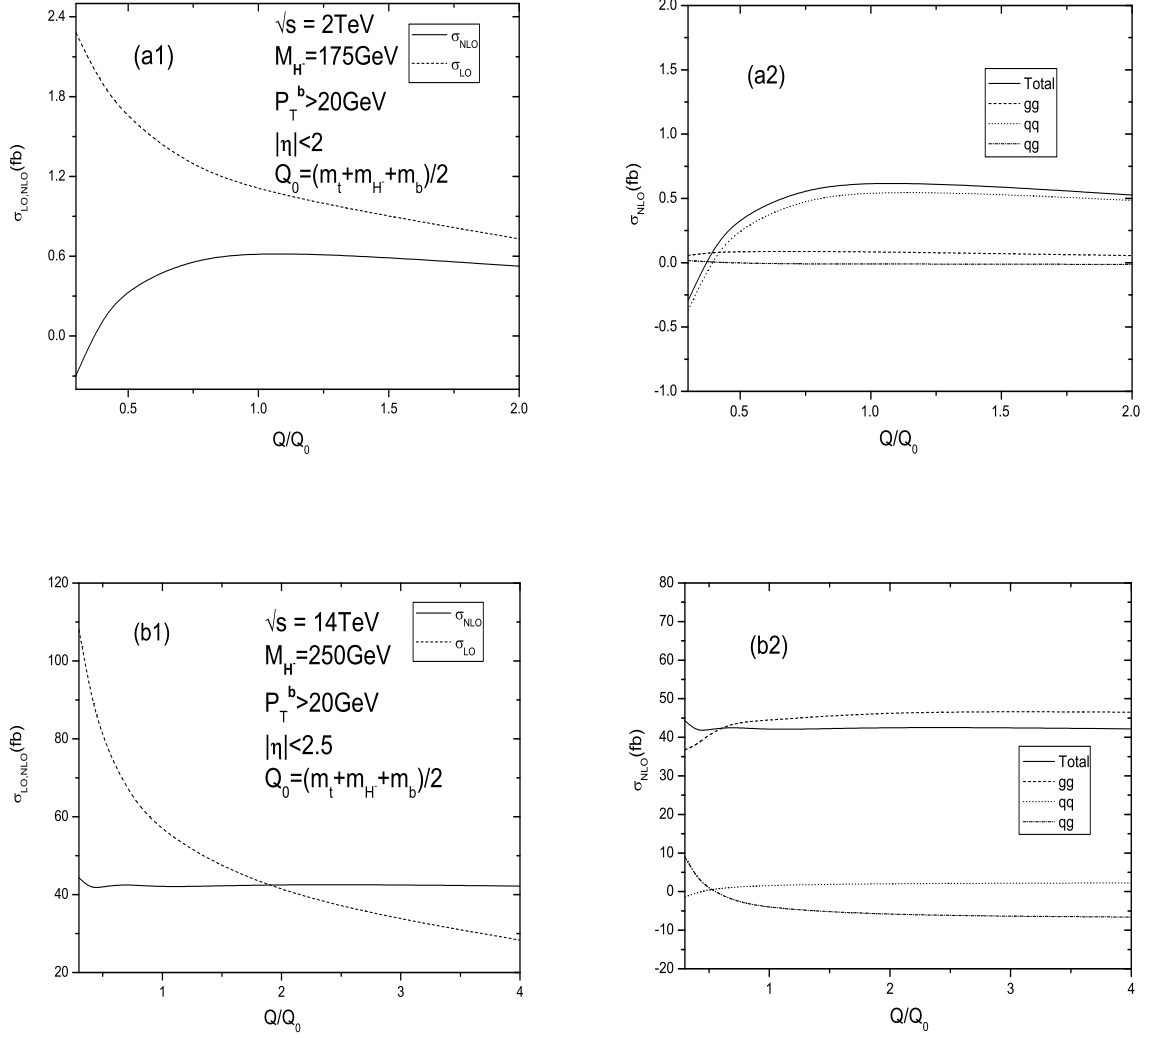 (a1)
√s = 2TeV
M_H⁻=175GeV
P_T^b>20GeV
|η|<2
Q_0=(m_t+m_H⁻+m_b)/2
σ_NLO
σ_LO
2.4
1.8
1.2
0.6
0.0
σ_LO,NLO(fb)
0.5 1.0 1.5 2.0
Q/Q_0
(a2)
Total
gg
qq
qg
2.0
1.5
1.0
0.5
0.0
-0.5
-1.0
σ_NLO(fb)
0.5 1.0 1.5 2.0
Q/Q_0
(b1)
√s = 14TeV
M_H⁻=250GeV
P_T^b>20GeV
|η|<2.5
Q_0=(m_t+m_H⁻+m_b)/2
σ_NLO
σ_LO
120
100
80
60
40
20
σ_LO,NLO(fb)
1 2 3 4
Q/Q_0
(b2)
Total
gg
qq
qg
80
70
60
50
40
30
20
10
0
-10
-20
σ_NLO(fb)
1 2 3 4
Q/Q_0